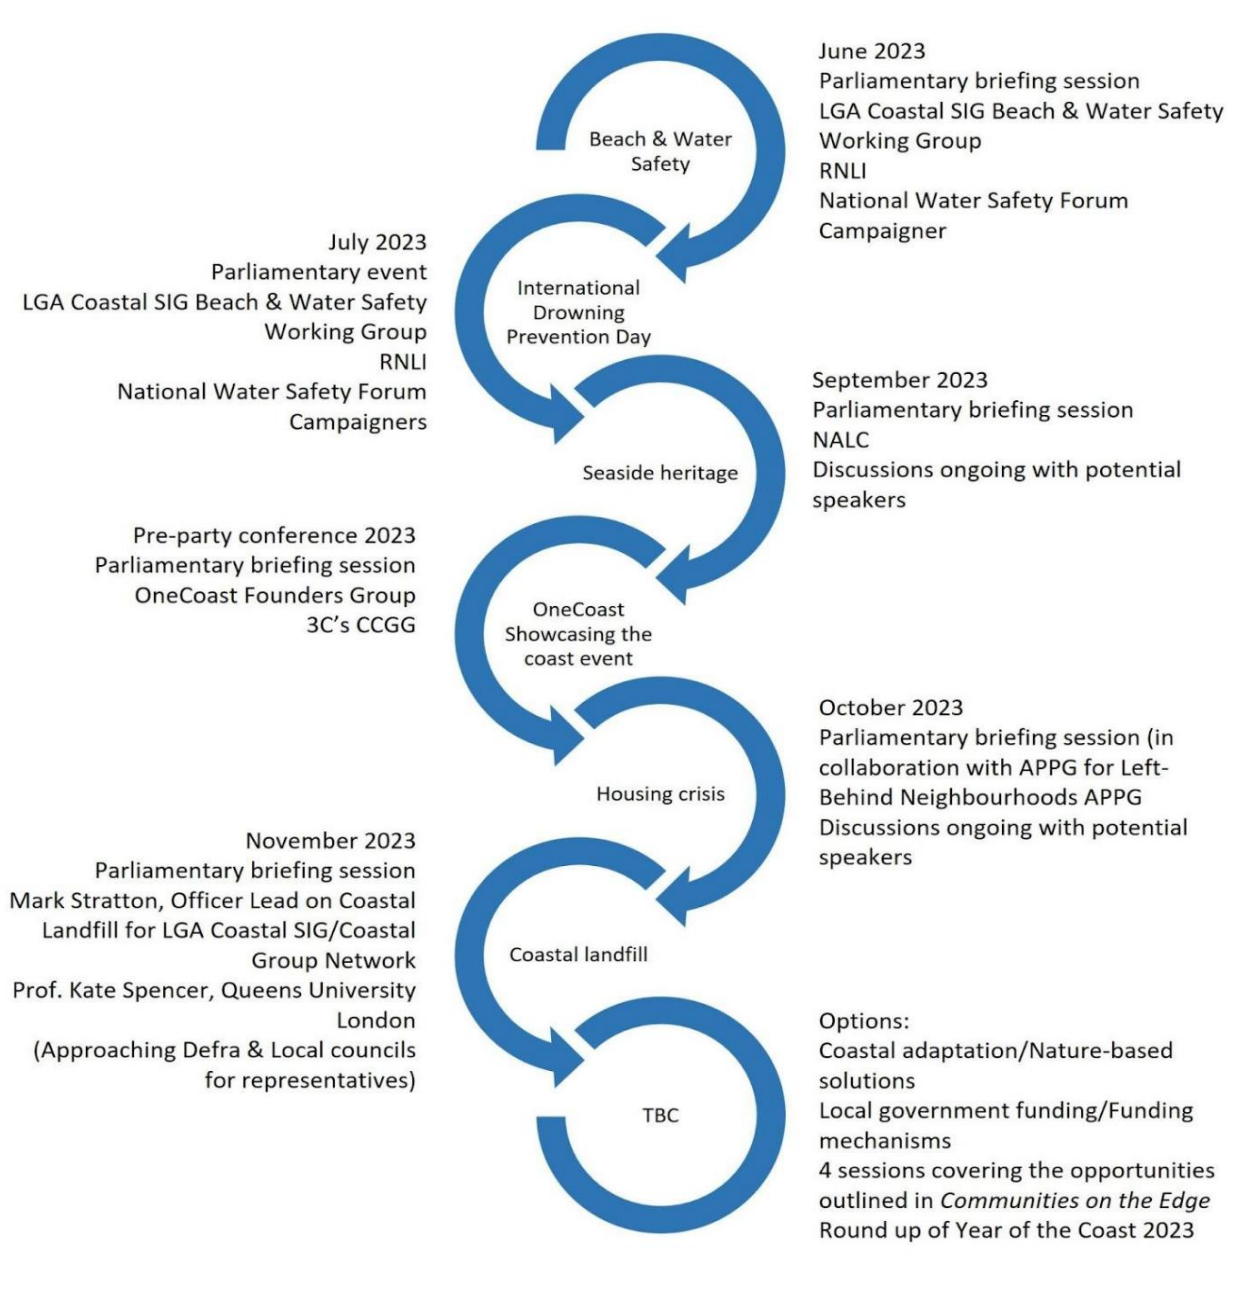 June 2023
Parliamentary briefing session
LGA Coastal SIG Beach & Water Safety
Working Group
RNLI
National Water Safety Forum
Campaigner
Beach & Water
Safety
July 2023
Parliamentary event
LGA Coastal SIG Beach & Water Safety
Working Group
RNLI
National Water Safety Forum
Campaigners
International
Drowning
Prevention Day
September 2023
Parliamentary briefing session
NALC
Discussions ongoing with potential
speakers
Seaside heritage
Pre-party conference 2023
Parliamentary briefing session
OneCoast Founders Group
3C’s CCGG
OneCoast
Showcasing the
coast event
October 2023
Parliamentary briefing session (in
collaboration with APPG for Left-
Behind Neighbourhoods APPG
Discussions ongoing with potential
speakers
Housing crisis
November 2023
Parliamentary briefing session
Mark Stratton, Officer Lead on Coastal
Landfill for LGA Coastal SIG/Coastal
Group Network
Prof. Kate Spencer, Queens University
London
(Approaching Defra & Local councils
for representatives)
Coastal landfill
Options:
Coastal adaptation/Nature-based
solutions
Local government funding/Funding
mechanisms
4 sessions covering the opportunities
outlined in Communities on the Edge
Round up of Year of the Coast 2023
TBC